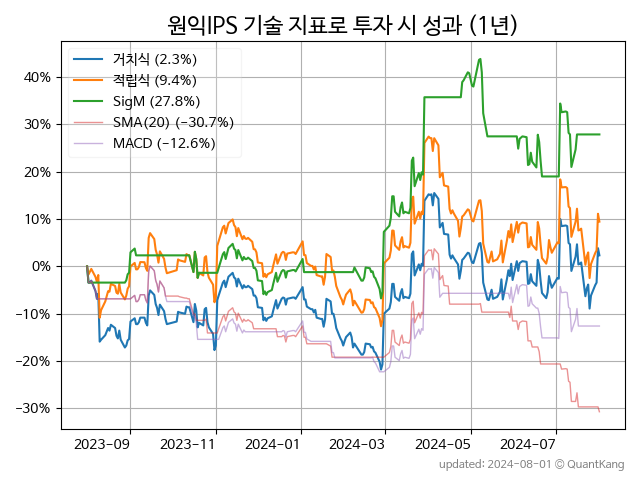 원익IPS 기술 지표로 투자 시 성과 (1년)
거치식 (2.3%)
적립식 (9.4%)
SigM (27.8%)
SMA(20) (−30.7%)
MACD (−12.6%)
40%
30%
20%
10%
0%
−10%
−20%
−30%
2023-09
2023-11
2024-01
2024-03
2024-05
2024-07
updated: 2024-08-01 © QuantKang